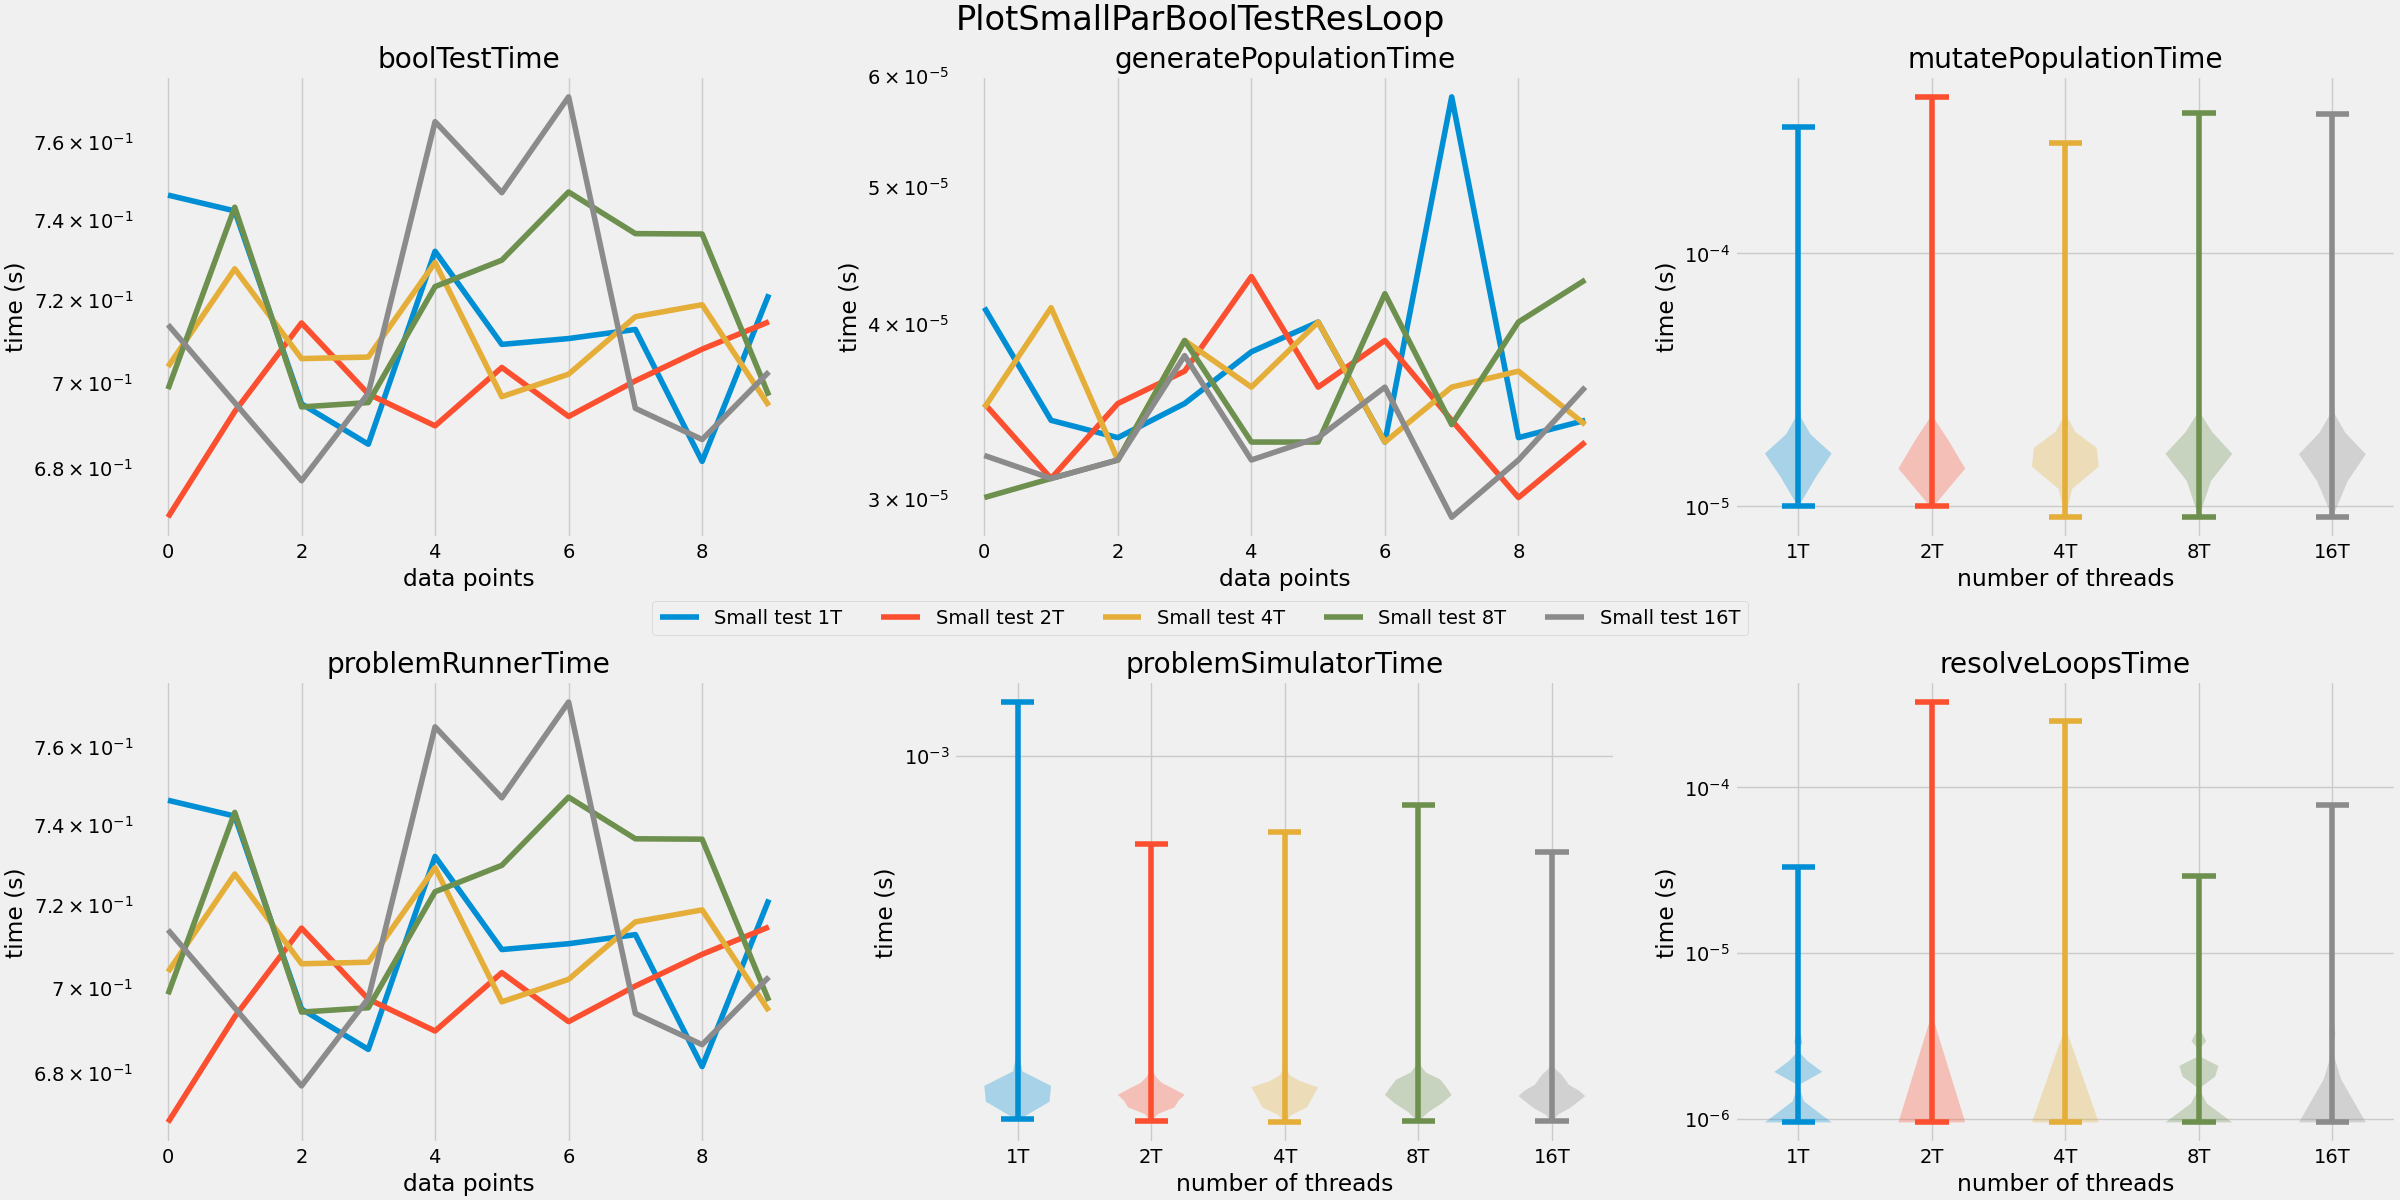 PlotSmallParBoolTestResLoop
boolTestTime
7.6 × 10⁻¹
7.4 × 10⁻¹
7.2 × 10⁻¹
7 × 10⁻¹
6.8 × 10⁻¹
time (s)
0 2 4 6 8
data points
generatePopulationTime
6 × 10⁻⁵
5 × 10⁻⁵
4 × 10⁻⁵
3 × 10⁻⁵
time (s)
0 2 4 6 8
data points
mutatePopulationTime
10⁻⁴
10⁻⁵
time (s)
1T 2T 4T 8T 16T
number of threads
Small test 1T Small test 2T Small test 4T Small test 8T Small test 16T
problemRunnerTime
7.6 × 10⁻¹
7.4 × 10⁻¹
7.2 × 10⁻¹
7 × 10⁻¹
6.8 × 10⁻¹
time (s)
0 2 4 6 8
data points
problemSimulatorTime
10⁻³
time (s)
1T 2T 4T 8T 16T
number of threads
resolveLoopsTime
10⁻⁴
10⁻⁵
10⁻⁶
time (s)
1T 2T 4T 8T 16T
number of threads